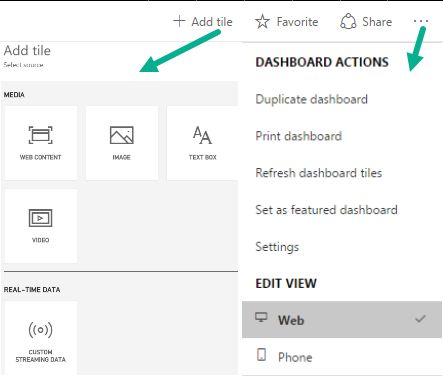 + Add tile
Favorite
Share
...
Add tile
Select source
MEDIA
WEB CONTENT
IMAGE
TEXT BOX
VIDEO
REAL-TIME DATA
CUSTOM
STREAMING DATA
DASHBOARD ACTIONS
Duplicate dashboard
Print dashboard
Refresh dashboard tiles
Set as featured dashboard
Settings
EDIT VIEW
Web
Phone